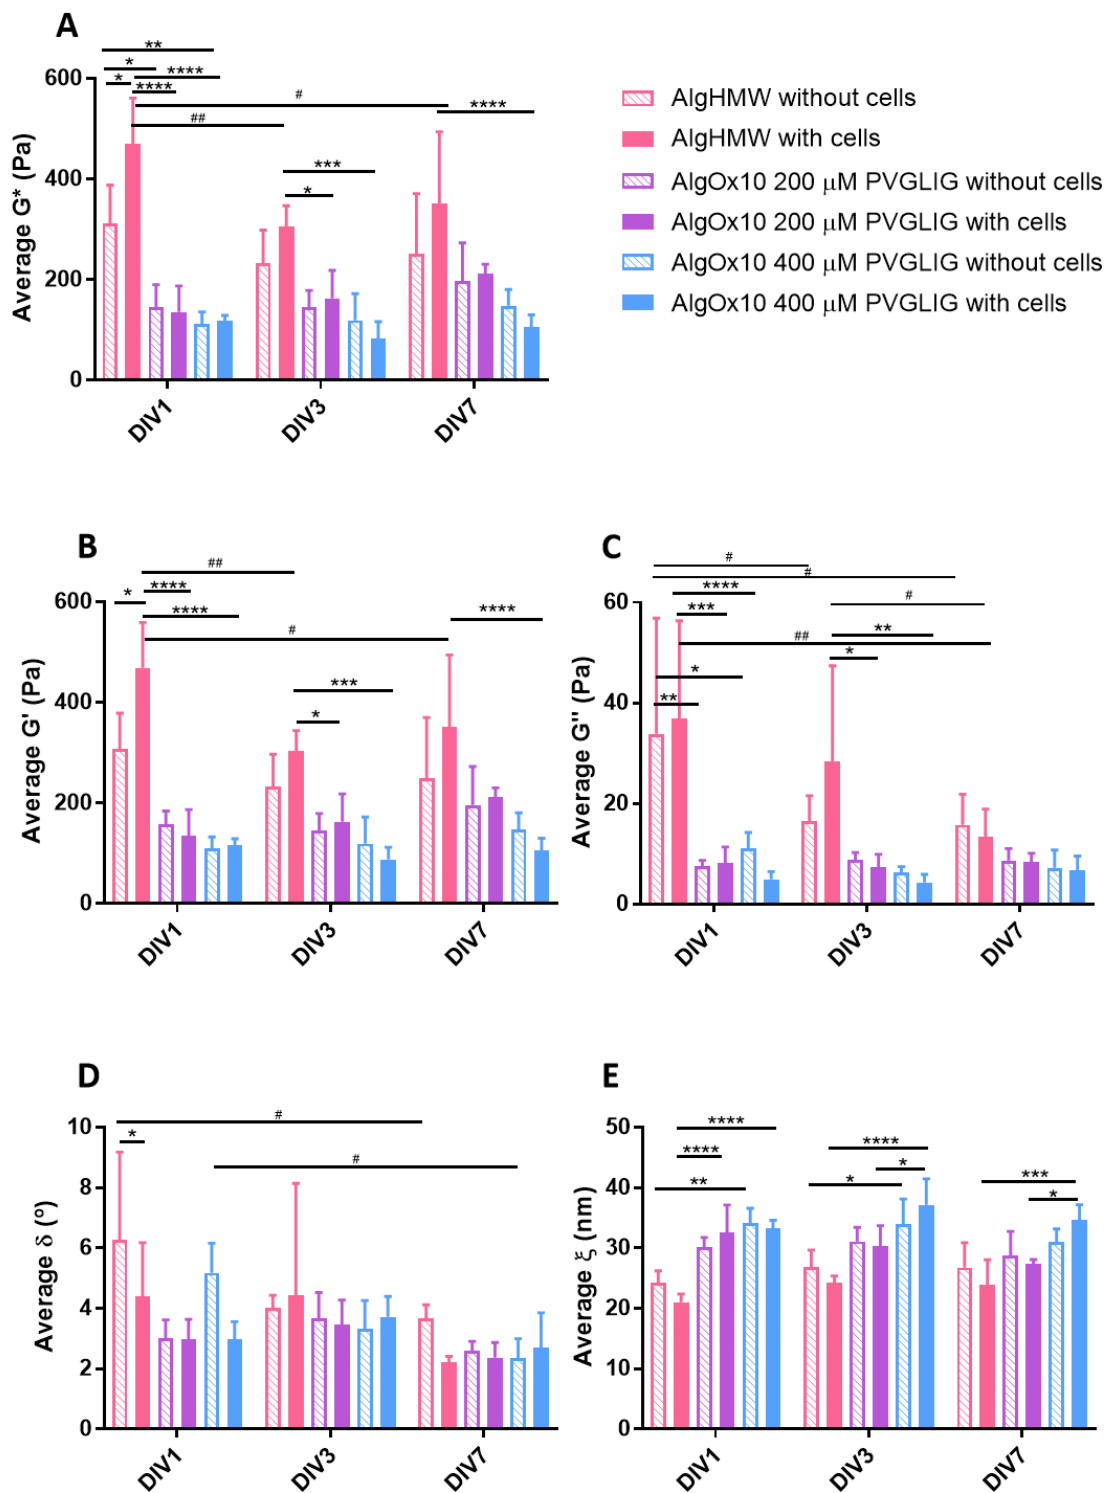 A
Average G* (Pa)
600
400
200
0
**
*
*
****
****
#
##
***
*
****
DIV1
DIV3
DIV7
AlgHMW without cells
AlgHMW with cells
AlgOx10 200 μM PVGLIG without cells
AlgOx10 200 μM PVGLIG with cells
AlgOx10 400 μM PVGLIG without cells
AlgOx10 400 μM PVGLIG with cells
B
Average G' (Pa)
600
400
200
0
##
*
****
****
#
***
*
****
DIV1
DIV3
DIV7
C
Average G'' (Pa)
60
40
20
0
#
#
****
***
#
**
##
*
*
**
DIV1
DIV3
DIV7
D
Average δ (º)
10
8
6
4
2
0
#
*
#
DIV1
DIV3
DIV7
E
Average ξ (nm)
50
40
30
20
10
0
****
****
**
****
*
*
***
*
DIV1
DIV3
DIV7